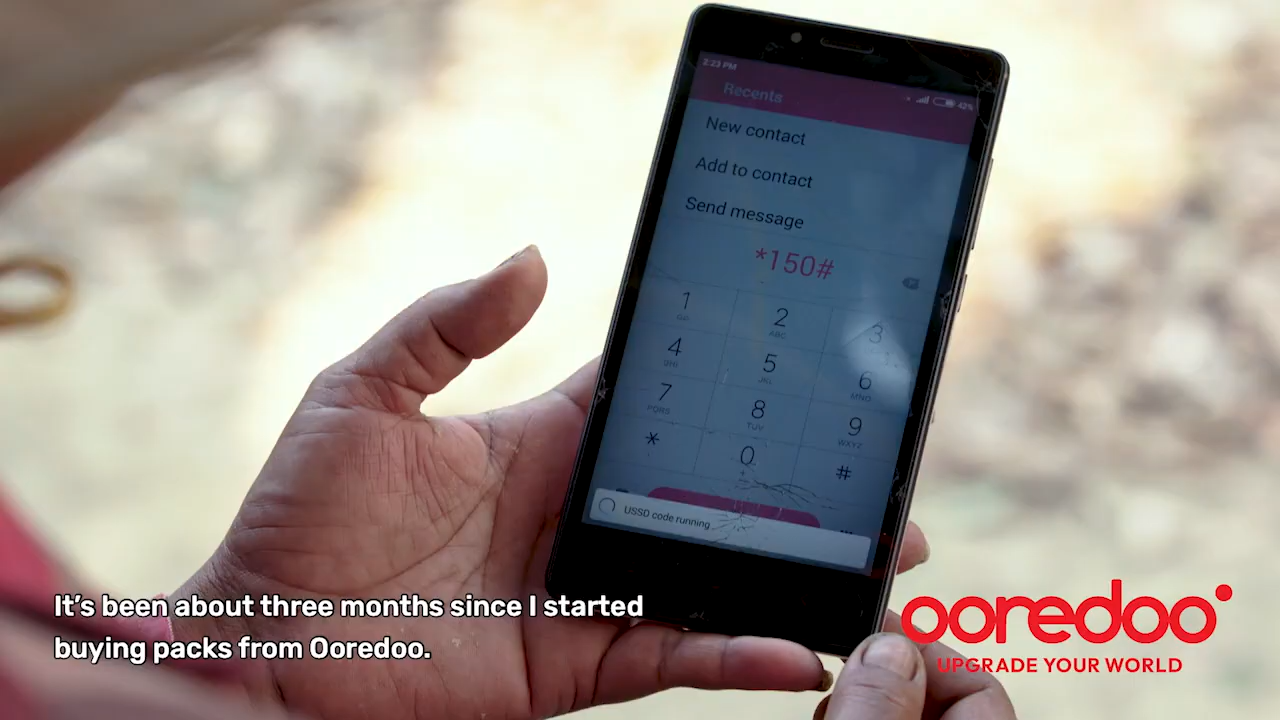 2:23 PM
42%
Recents
New contact
Add to contact
Send message
*150#
1
2
ABC
3
4
GHI
5
JKL
6
MNO
7
PQRS
8
TUV
9
WXYZ
*
0
+
#
USSD code running
It's been about three months since I started
buying packs from Ooredoo.
ooredoo
UPGRADE YOUR WORLD